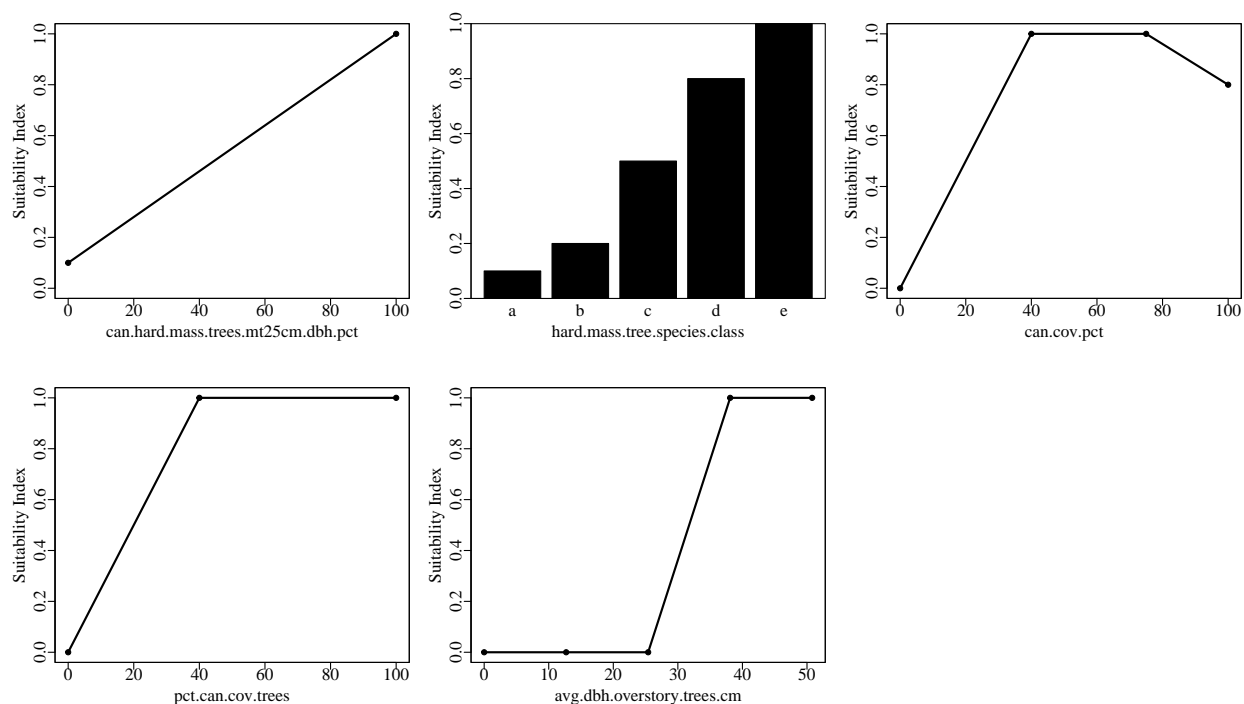 Suitability Index
0.0 0.2 0.4 0.6 0.8 1.0
0 20 40 60 80 100
can.hard.mass.trees.mt25cm.dbh.pct
Suitability Index
0.0 0.2 0.4 0.6 0.8 1.0
a b c d e
hard.mass.tree.species.class
Suitability Index
0.0 0.2 0.4 0.6 0.8 1.0
0 20 40 60 80 100
can.cov.pct
Suitability Index
0.0 0.2 0.4 0.6 0.8 1.0
0 20 40 60 80 100
pct.can.cov.trees
Suitability Index
0.0 0.2 0.4 0.6 0.8 1.0
0 10 20 30 40 50
avg.dbh.overstory.trees.cm